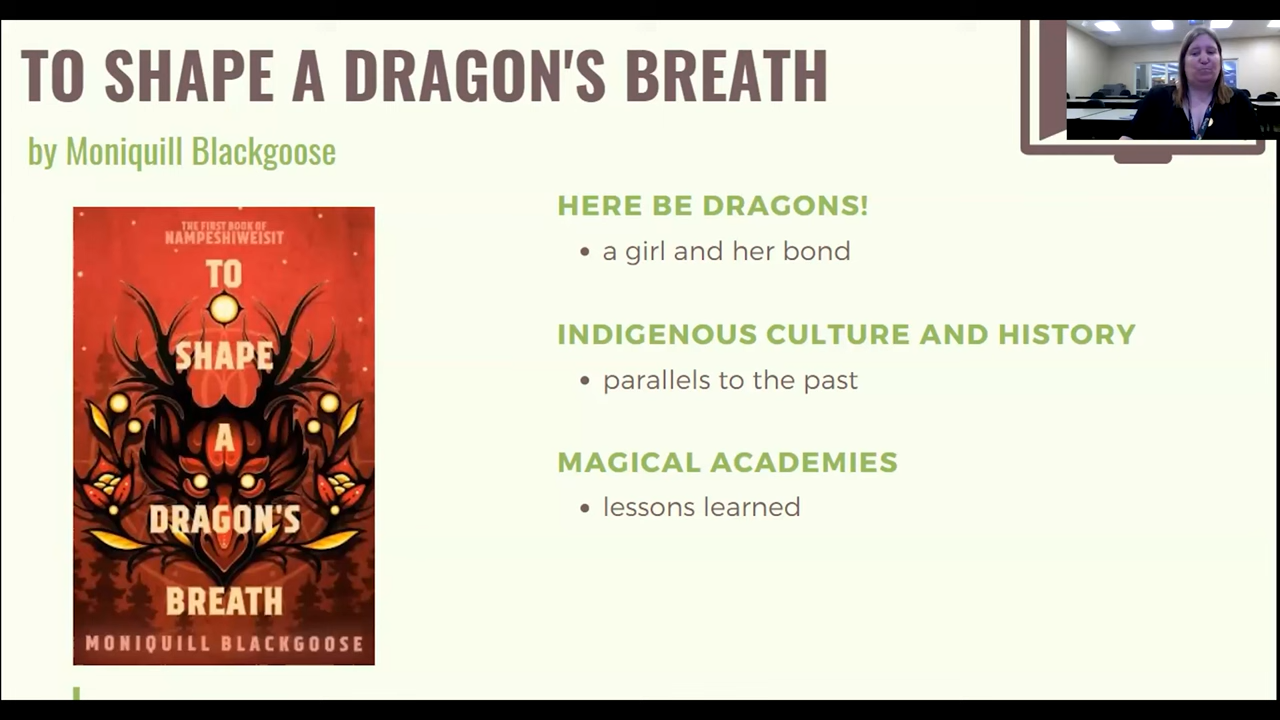 TO SHAPE A DRAGON'S BREATH
by Moniquill Blackgoose
THE FIRST BOOK OF
NAMPESHIWEISIT
TO
SHAPE
A
DRAGON'S
BREATH
MONIQUILL BLACKGOOSE
HERE BE DRAGONS!
• a girl and her bond
INDIGENOUS CULTURE AND HISTORY
• parallels to the past
MAGICAL ACADEMIES
• lessons learned